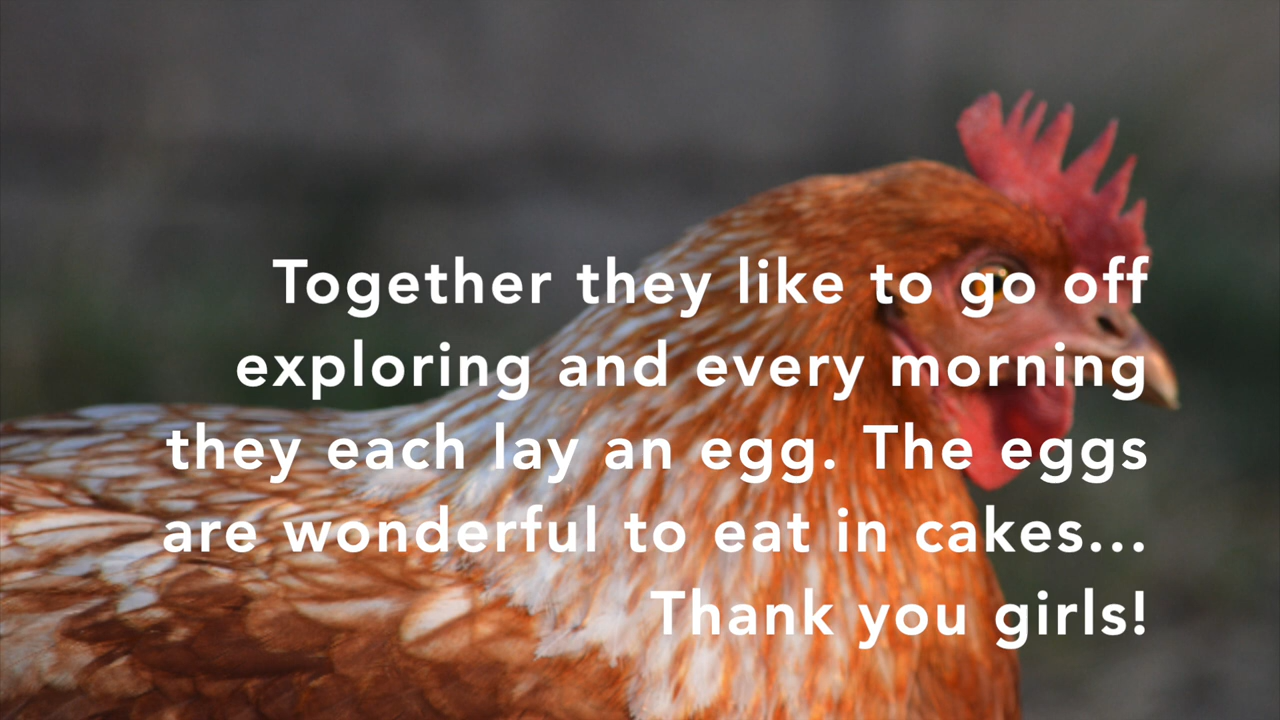 Together they like to go off
exploring and every morning
they each lay an egg. The eggs
are wonderful to eat in cakes...
Thank you girls!